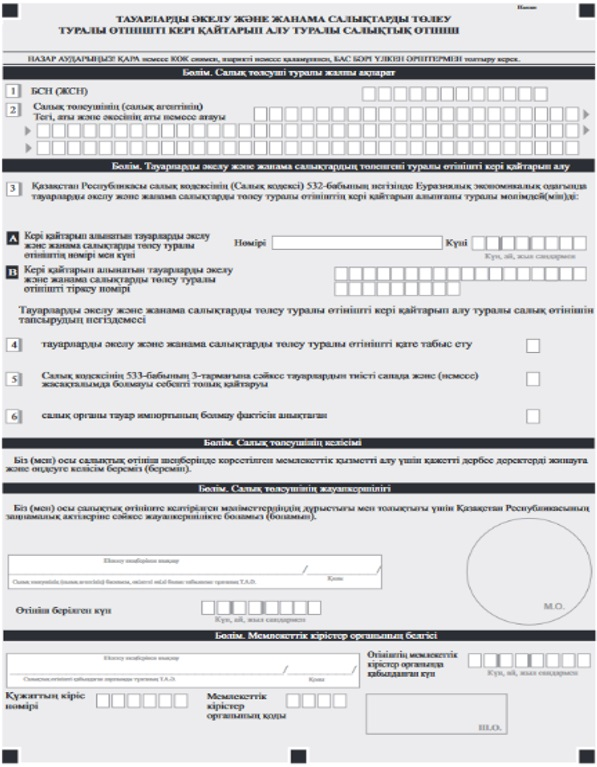 Нысан
ТАУАРЛАРДЫ ӘКЕЛУ ЖӘНЕ ЖАНАМА САЛЫҚТАРДЫ ТӨЛЕУ
ТУРАЛЫ ӨТІНІШТІ КЕРІ ҚАЙТАРЫП АЛУ ТУРАЛЫ САЛЫҚТЫҚ ӨТІНІШ
НАЗАР АУДАРЫҢЫЗ! ҚАРА немесе КӨК сиямен, шарикті немесе қаламұшпен, БАС БӨРІ ҮЛКЕН ӘРІПТЕРМЕН толтыру керек.
Бөлім. Салық төлеуші туралы жалпы ақпарат
1 БСН (ЖСН)
2 Салық төлеушінің (салық агентінің)
Тегі, аты және әкесінің аты немесе атауы
Бөлім. Тауарларды әкелу және жанама салықтардың төленгені туралы өтінішті кері қайтарып алу
3 Қазақстан Республикасы салық кодексінің (Салық кодексі) 532-бабының негізінде Еуразиялық экономикалық одағында
тауарларды әкелу және жанама салықтарды төлеу туралы өтініштің кері қайтарып алынғаны туралы мәлімдей(мін)ді:
A Кері қайтарып алынатын тауарларды әкелу
және жанама салықтарды төлеу туралы
өтініштің нөмірі мен күні
Нөмірі
Күні
Күн, ай, жыл сандармен
B Кері қайтарып алынатын тауарларды әкелу
және жанама салықтарды төлеу туралы
өтінішті тіркеу нөмірі
Тауарларды әкелу және жанама салықтарды төлеу туралы өтінішті кері қайтарып алу туралы салық өтінішін
тапсырудың негіздемесі
4 тауарларды әкелу және жанама салықтарды төлеу туралы өтінішті қате табыс ету
5 Салық кодексінің 533-бабының 3-тармағына сәйкес тауарлардың тиісті сапада және (немесе)
жасақталымда болмауы себепті толық қайтаруы
6 салық органы тауар импортының болмау фактісін анықтаған
Бөлім. Салық төлеушінің келісімі
Біз (мен) осы салықтық өтініш шеңберінде көрсетілген мемлекеттік қызметті алу үшін қажетті дербес деректерді жинауға
және өңдеуге келісім береміз (беремін).
Бөлім. Салық төлеушінің жауапкершілігі
Біз (мен) осы салықтық өтінішке келтірілген мәліметтердіңдің дұрыстығы мен толықтығы үшін Қазақстан Республикасының
заңнамалық актілеріне сәйкес жауапкершілікте боламыз (боламын).
/ /
Қолы
М.О.
Өтініш берілген күн
Күн, ай, жыл сандармен
Бөлім. Мемлекеттік кірістер органының белгісі
/ /
Қолы
Өтініштің мемлекеттік
кірістер органында
қабылданған күн
Күн, ай, жыл сандармен
Құжаттың кіріс
нөмірі
Мемлекеттік
кірістер
органының коды
Ш.О.